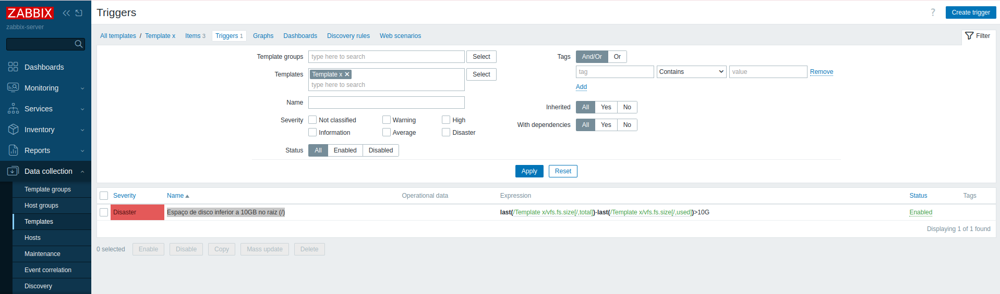 ZABBIX
zabbix-server
Dashboards
Monitoring
Services
Inventory
Reports
Data collection
Template groups
Host groups
Templates
Hosts
Maintenance
Event correlation
Discovery
Triggers
? Create trigger
All templates / Template x Items 3 Triggers 1 Graphs Dashboards Discovery rules Web scenarios
Filter
Template groups type here to search Select
Templates Template x ✕ Select
type here to search
Name
Severity Not classified Warning High
Information Average Disaster
Status All Enabled Disabled
Tags And/Or Or
tag Contains value Remove
Add
Inherited All Yes No
With dependencies All Yes No
Apply Reset
Severity Name Operational data Expression Status Tags
Disaster Espaço de disco inferior a 10GB no raiz (/) last(/Template x/vfs.fs.size[/,total])-last(/Template x/vfs.fs.size[/,used])>10G Enabled
Displaying 1 of 1 found
0 selected Enable Disable Copy Mass update Delete